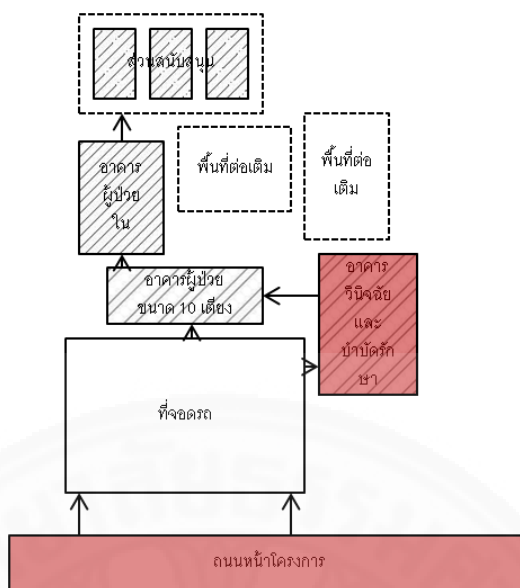 ส่วนสนับสนุน
อาคาร
ผู้ป่วย
ใน
พื้นที่ต่อเติม
พื้นที่ต่อ
เติม
อาคารผู้ป่วย
ขนาด 10 เตียง
อาคาร
วินิจฉัย
และ
บำบัดรัก
ษา
ที่จอดรถ
ถนนหน้าโครงการ